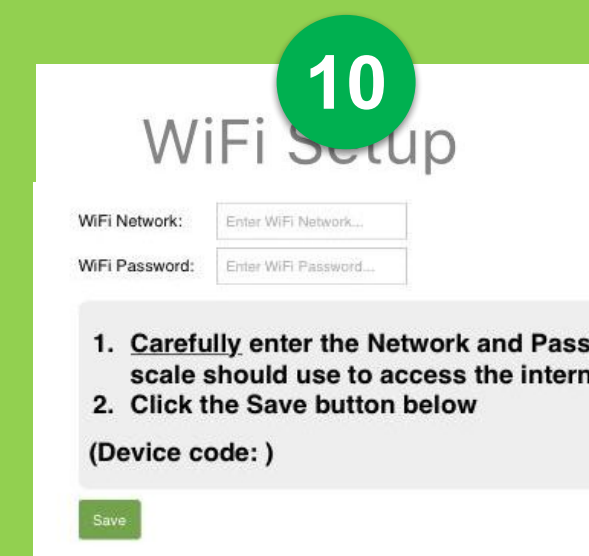 10
WiFi Setup
WiFi Network: Enter WiFi Network...
WiFi Password: Enter WiFi Password...
1. Carefully enter the Network and Pass
scale should use to access the intern
2. Click the Save button below
(Device code: )
Save